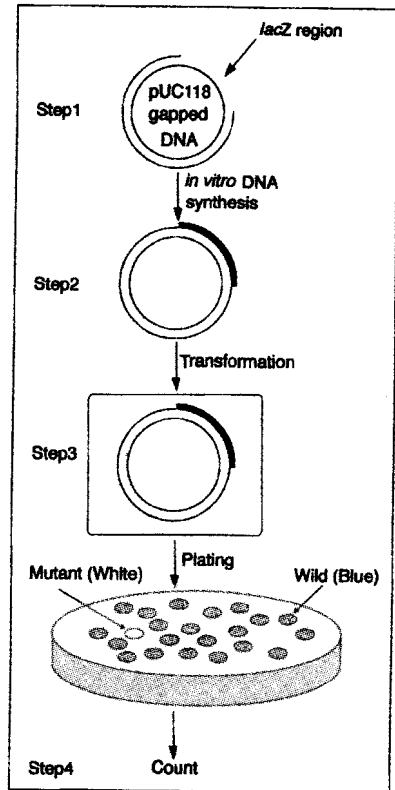 lacZ region
pUC118
gapped
DNA
Step1
in vitro DNA
synthesis
Step2
Transformation
Step3
Plating
Mutant (White)
Wild (Blue)
Step4
Count